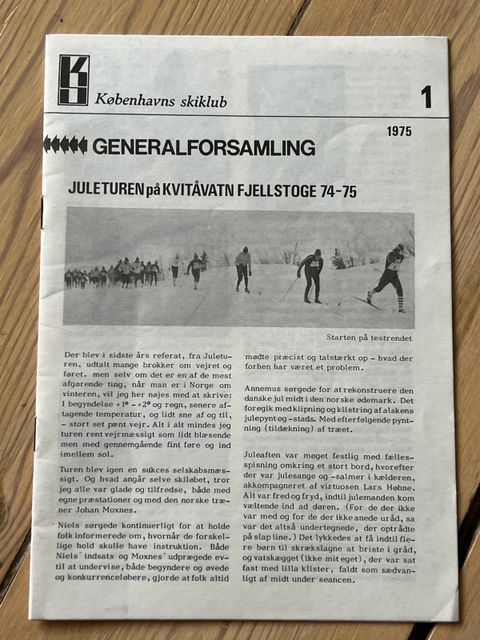 KS
Københavns skiklub
1
1975
GENERALFORSAMLING
JULETUREN på KVITÅVATN FJELLSTOGE 74-75
Starten på testrendet
Der blev i sidste års referat, fra Juletu-
ren, udtalt mange brokker om vejret og
føret. men selv om det er en af de mest
afgørende ting, når man er i Norge om
vinteren, vil jeg her nøjes med at skrive:
i begyndelse +1° - +2° og regn, senere af-
tagende temperatur, og lidt sne af og til,
- stort set pænt vejr. Alt i alt mindes jeg
turen rent vejrmæssigt som lidt blæsende
men med gennemgående fint føre og ind
imellem sol.
Turen blev igen en sukces selskabsmæs-
sigt. Og hvad angår selve skiløbet, tror
jeg alle var glade og tilfredse, både med
egne præstationer og med den norske træ-
ner Johan Moxnes.
Niels sørgede kontinuerligt for at holde
folk informerede om, hvornår de forskel-
lige hold skulle have instruktion. Både
Niels' indsats og Moxnes' udprægede ev-
til at undervise, både begyndere og øvede
og konkurrenceløbere, gjorde at folk altid
mødte præcist og talstærkt op - hvad der
forhen har været et problem.
Annemus sørgede for at rekonstruere den
danske jul midt i den norske ødemark. Det
foregik med klipning og klistring af alskens
julepynt og -stads. Med efterfølgende pynt-
ning (tildækning) af træet.
Juleaften var meget festlig med fælles-
spisning omkring et stort bord, hvorefter
der var julesange og -salmer i kælderen,
akkompagneret af virtuosen Lars Høhne.
Alt var fred og fryd, indtil julemanden kom
væltende ind ad døren. (For de der ikke
var med og for de der ikke anede uråd, sa
var det altså undertegnede, der optrådte
på slap line.) Det lykkedes at få indtil fle-
re børn til skrækslagne at briste i gråd,
og vatskægget (ikke mit eget), der var sat
fast med lilla klister, faldt som sædvan-
ligt af midt under seancen.